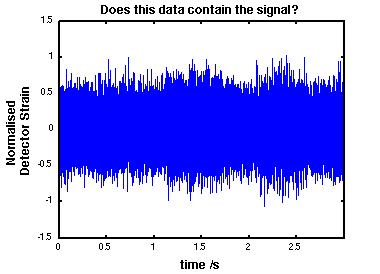 Does this data contain the signal?
1.5
1
0.5
0
-0.5
-1
-1.5
Normalised
Detector Strain
0 0.5 1 1.5 2 2.5
time /s